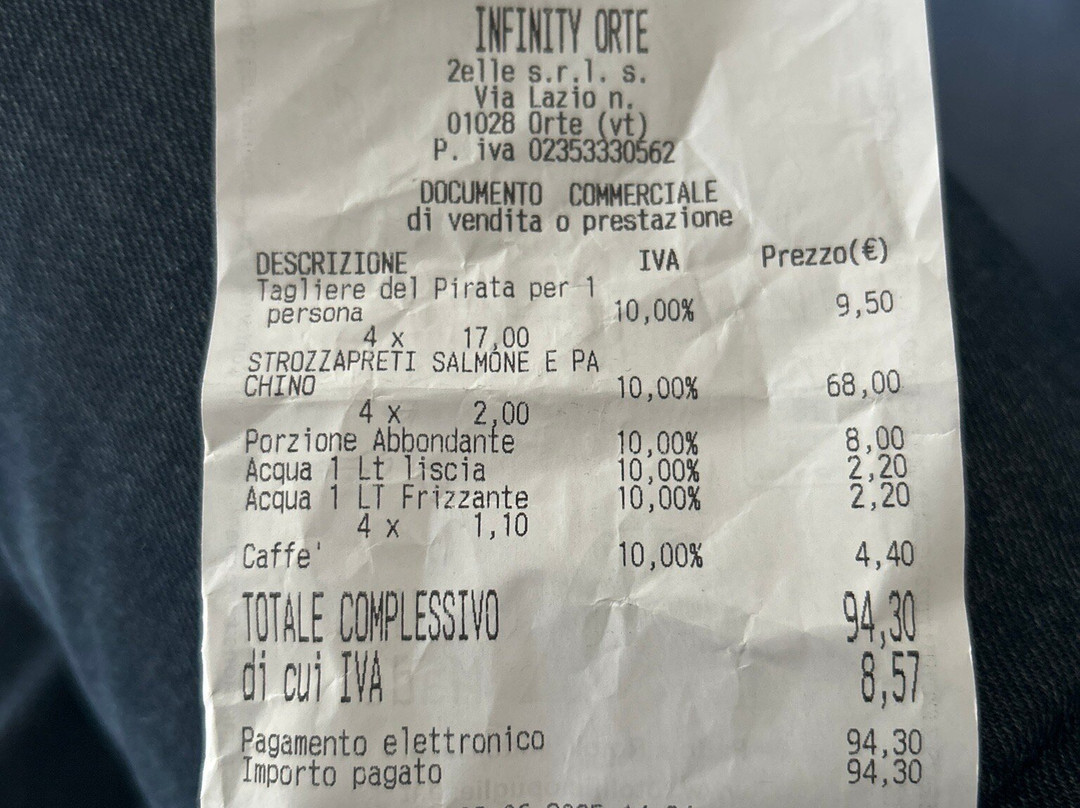 INFINITY ORTE
2elle s.r.l. s.
Via Lazio n.
01028 Orte (vt)
P. iva 02353330562
DOCUMENTO COMMERCIALE
di vendita o prestazione
DESCRIZIONE IVA Prezzo(€)
Tagliere del Pirata per 1
persona 10,00% 9,50
4 x 17,00
STROZZAPRETI SALMONE E PA
CHINO 10,00% 68,00
4 x 2,00
Porzione Abbondante 10,00% 8,00
Acqua 1 Lt liscia 10,00% 2,20
Acqua 1 LT Frizzante 10,00% 2,20
4 x 1,10
Caffe' 10,00% 4,40
TOTALE COMPLESSIVO 94,30
di cui IVA 8,57
Pagamento elettronico 94,30
Importo pagato 94,30